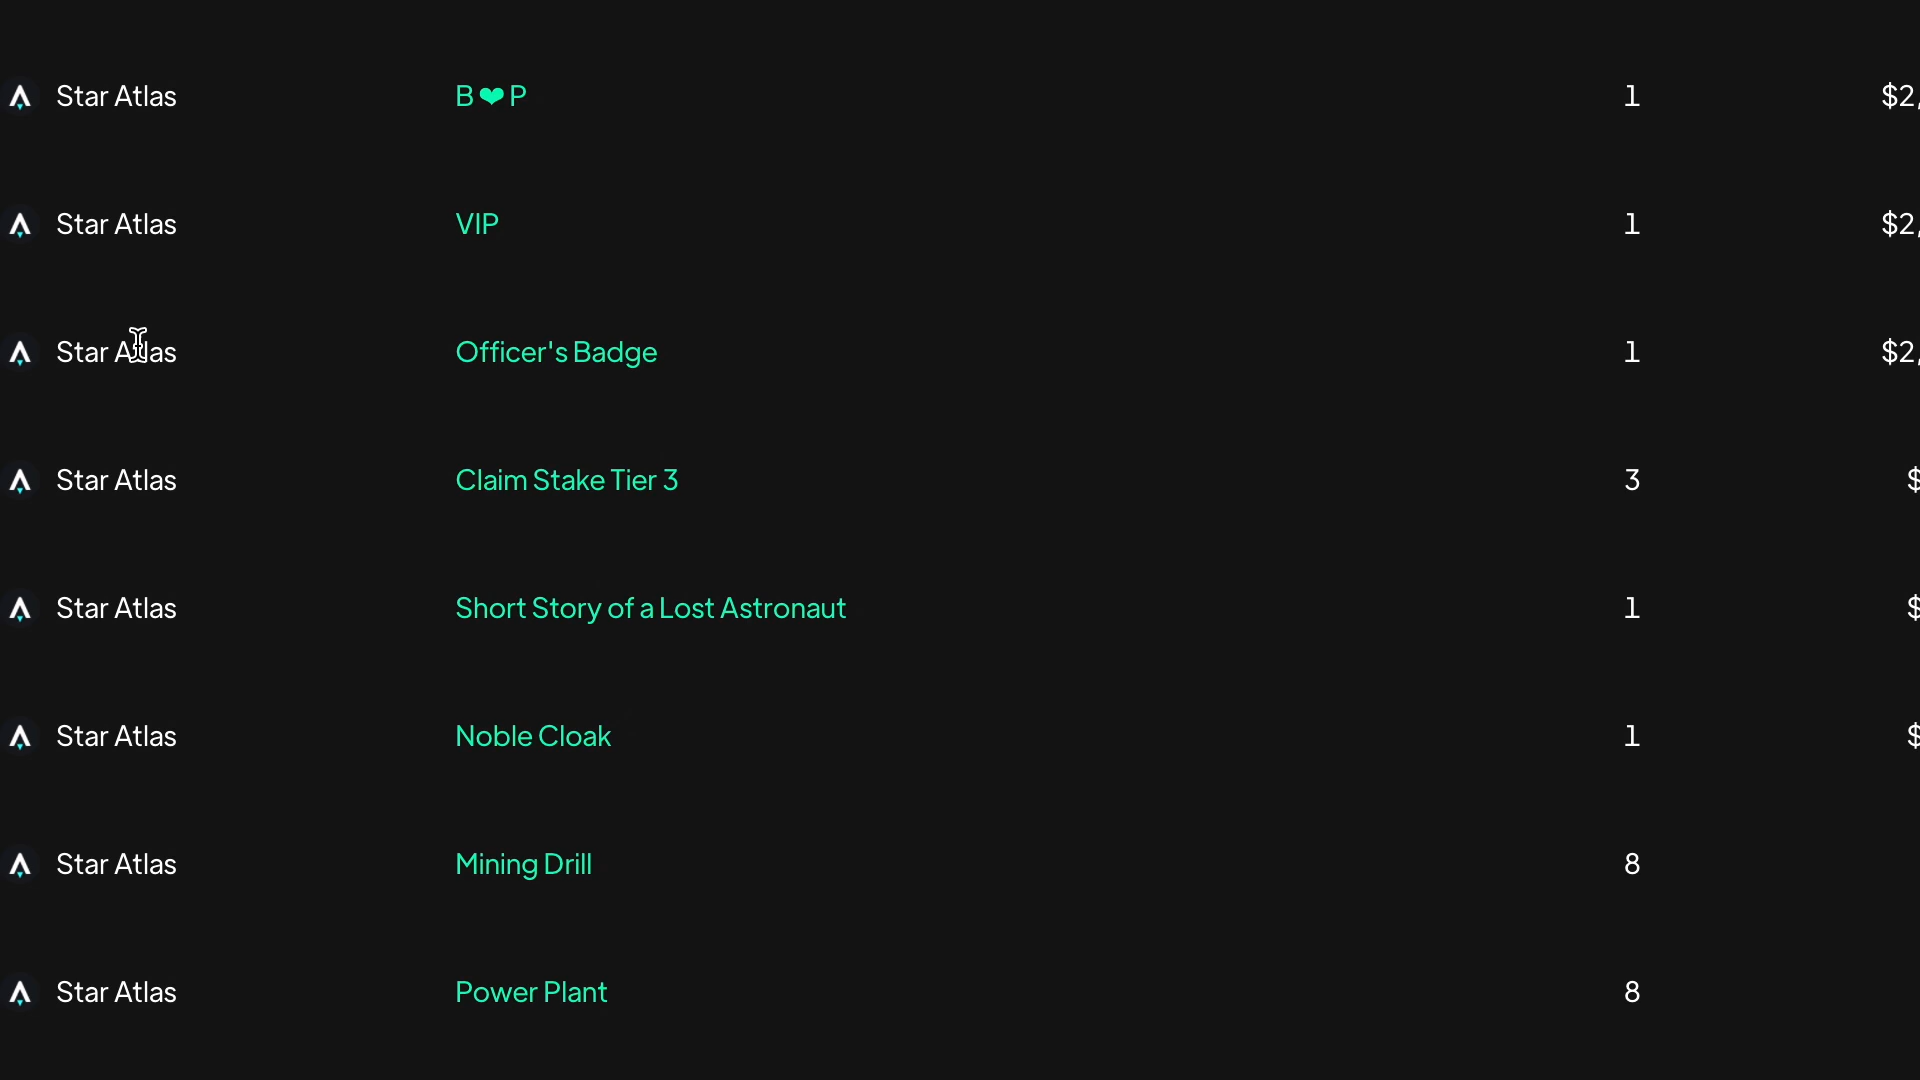 Star Atlas B ❤ P 1 $2,
Star Atlas VIP 1 $2,
Star Atlas Officer's Badge 1 $2,
Star Atlas Claim Stake Tier 3 3 $
Star Atlas Short Story of a Lost Astronaut 1 $
Star Atlas Noble Cloak 1 $
Star Atlas Mining Drill 8
Star Atlas Power Plant 8